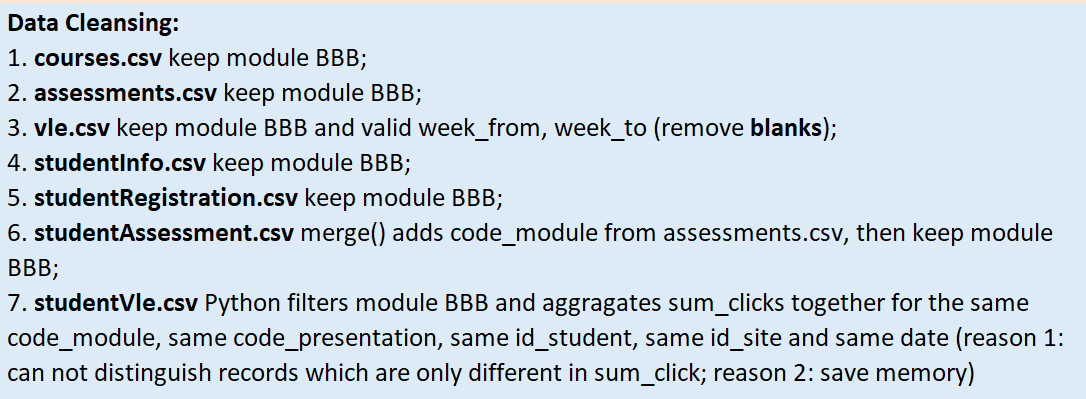 Data Cleansing:
1. courses.csv keep module BBB;
2. assessments.csv keep module BBB;
3. vle.csv keep module BBB and valid week_from, week_to (remove blanks);
4. studentInfo.csv keep module BBB;
5. studentRegistration.csv keep module BBB;
6. studentAssessment.csv merge() adds code_module from assessments.csv, then keep module
BBB;
7. studentVle.csv Python filters module BBB and aggragates sum_clicks together for the same
code_module, same code_presentation, same id_student, same id_site and same date (reason 1:
can not distinguish records which are only different in sum_click; reason 2: save memory)